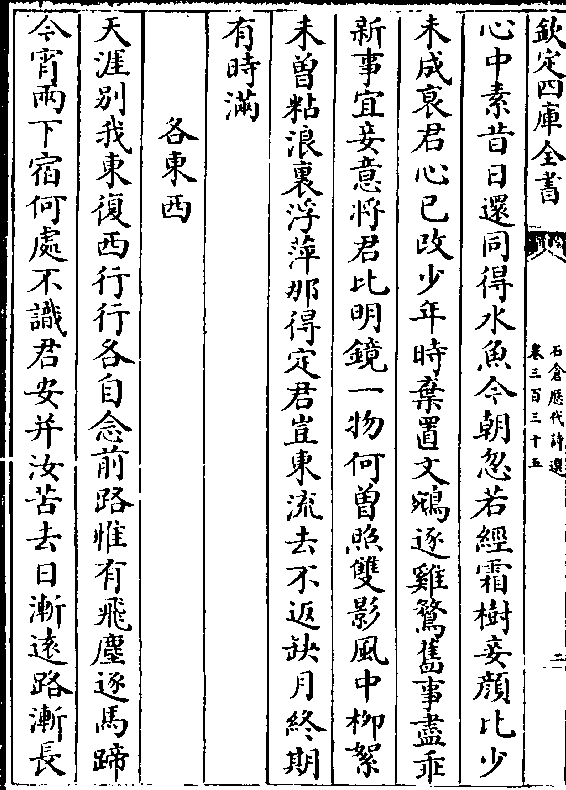 欽定四庫全書
石倉歷代詩選
卷三百三十五
二
心中素昔日還同得水魚今朝忽若經霜樹妾顔比少
未成衰君心已改少年時棄置文鵷逐雞鶩舊事盡乖
新事宜妾意將君比明鏡一物何曽照雙影風中柳絮
未曽粘浪裏浮萍那得定君豈東流去不返缺月終期
有時滿
各東西
天涯别我東復西行行各自念前路惟有飛塵逐馬蹄
今宵兩下宿何處不識君安并汝苦去日漸逺路漸長